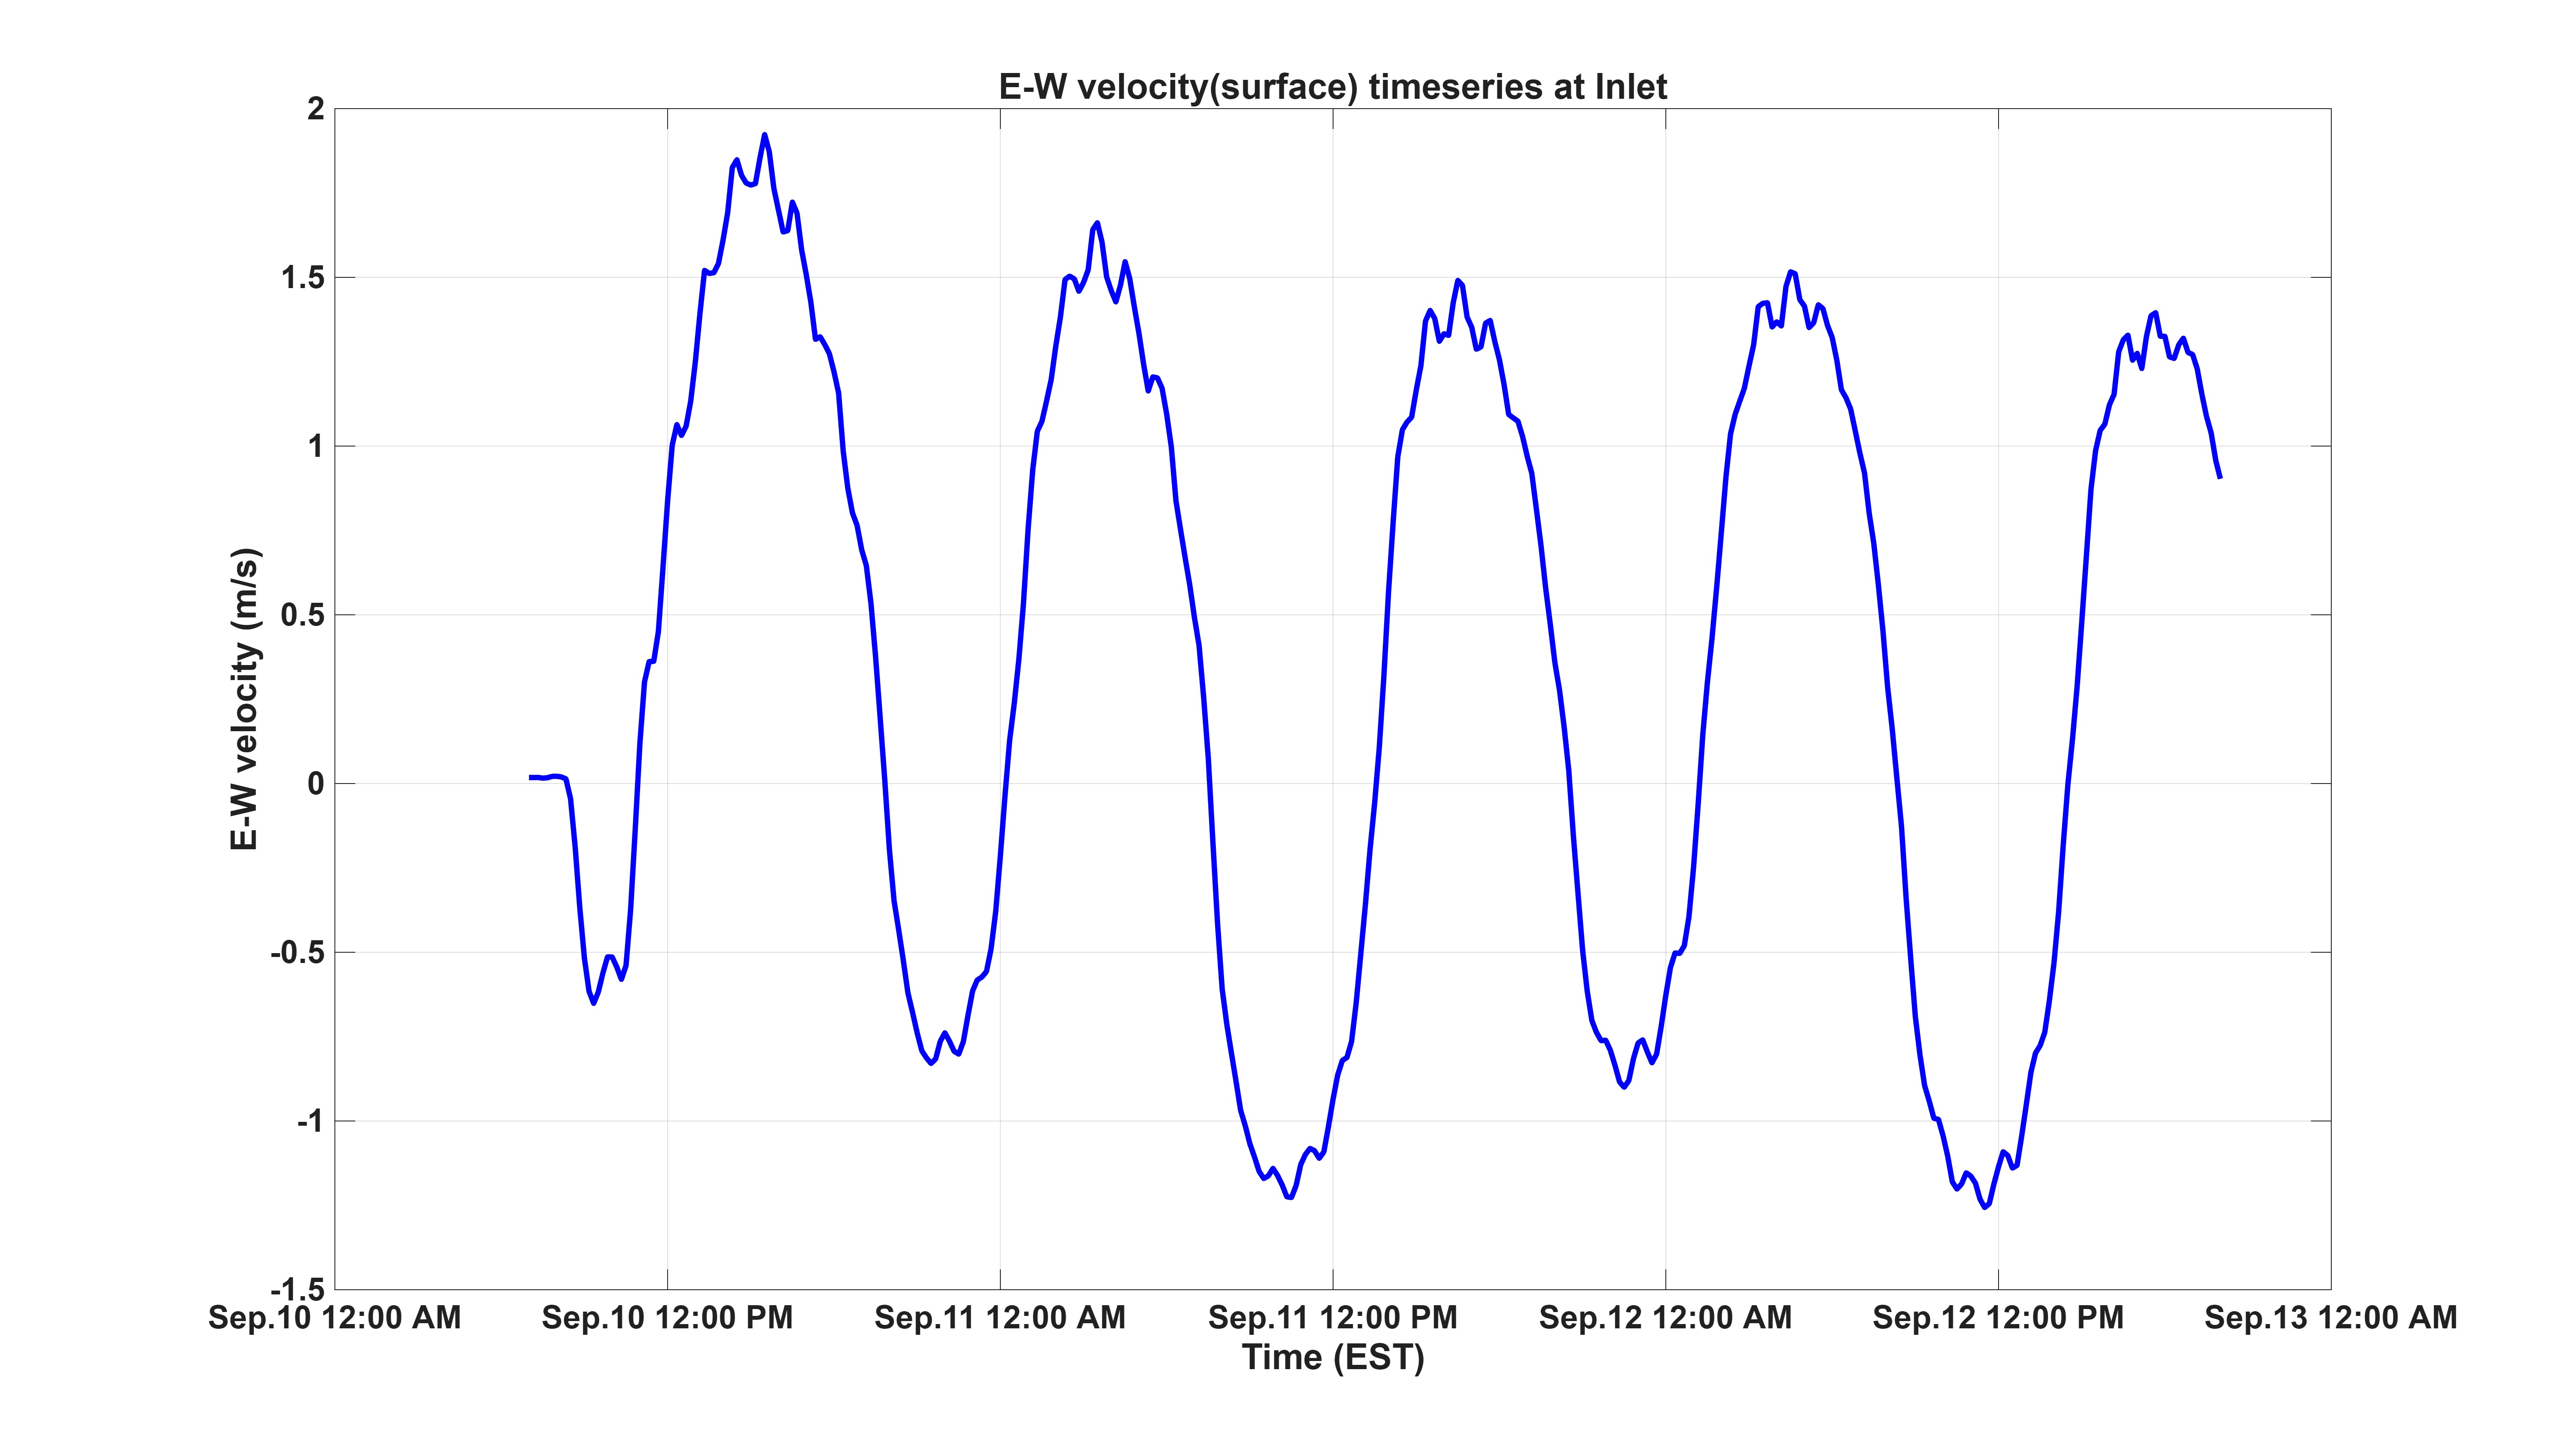 E-W velocity(surface) timeseries at Inlet
2
1.5
1
0.5
0
-0.5
-1
-1.5
E-W velocity (m/s)
Sep.10 12:00 AM Sep.10 12:00 PM Sep.11 12:00 AM Sep.11 12:00 PM Sep.12 12:00 AM Sep.12 12:00 PM Sep.13 12:00 AM
Time (EST)